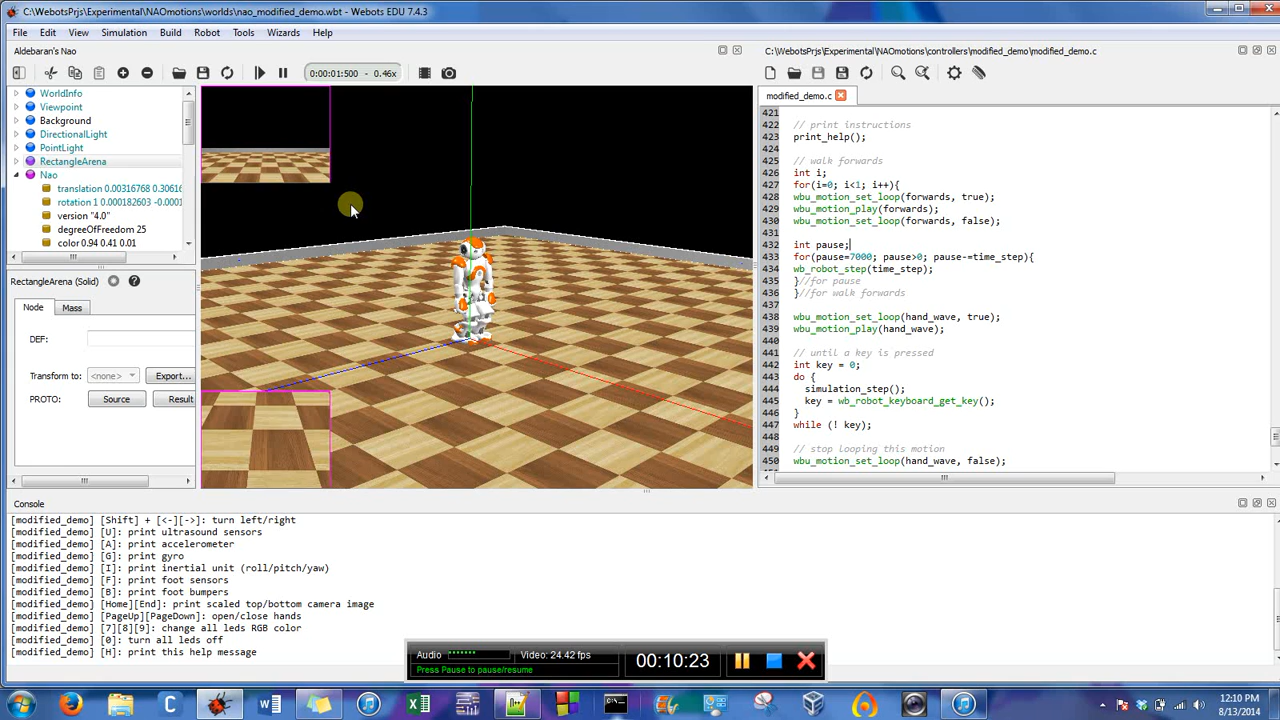 C:\WebotsPrjs\Experimental\NAOmotions\worlds\nao_modified_demo.wbt - Webots EDU 7.4.3
File Edit View Simulation Build Robot Tools Wizards Help
Aldebaran's Nao
0:00:01:500 - 0.46x
WorldInfo
Viewpoint
Background
DirectionalLight
PointLight
RectangleArena
Nao
translation 0.00316768 0.30616
rotation 1 0.000182603 -0.0001
version "4.0"
degreeOfFreedom 25
color 0.94 0.41 0.01
RectangleArena (Solid)
Node Mass
DEF:
Transform to: <none> Export...
PROTO: Source Result
C:\WebotsPrjs\Experimental\NAOmotions\controllers\modified_demo\modified_demo.c
modified_demo.c
421
422 // print instructions
423 print_help();
424
425 // walk forwards
426 int i;
427 for(i=0; i<1; i++){
428 wbu_motion_set_loop(forwards, true);
429 wbu_motion_play(forwards);
430 wbu_motion_set_loop(forwards, false);
431
432 int pause;
433 for(pause=7000; pause>0; pause-=time_step){
434 wb_robot_step(time_step);
435 }//for pause
436 }//for walk forwards
437
438 wbu_motion_set_loop(hand_wave, true);
439 wbu_motion_play(hand_wave);
440
441 // until a key is pressed
442 int key = 0;
443 do {
444 simulation_step();
445 key = wb_robot_keyboard_get_key();
446 }
447 while (! key);
448
449 // stop looping this motion
450 wbu_motion_set_loop(hand_wave, false);
Console
[modified_demo] [Shift] + [<-][->]: turn left/right
[modified_demo] [U]: print ultrasound sensors
[modified_demo] [A]: print accelerometer
[modified_demo] [G]: print gyro
[modified_demo] [I]: print inertial unit (roll/pitch/yaw)
[modified_demo] [F]: print foot sensors
[modified_demo] [B]: print foot bumpers
[modified_demo] [Home][End]: print scaled top/bottom camera image
[modified_demo] [PageUp][PageDown]: open/close hands
[modified_demo] [7][8][9]: change all leds RGB color
[modified_demo] [0]: turn all leds off
[modified_demo] [H]: print this help message
Audio Video: 24.42 fps
Press Pause to pause/resume
00:10:23
12:10 PM
8/13/2014